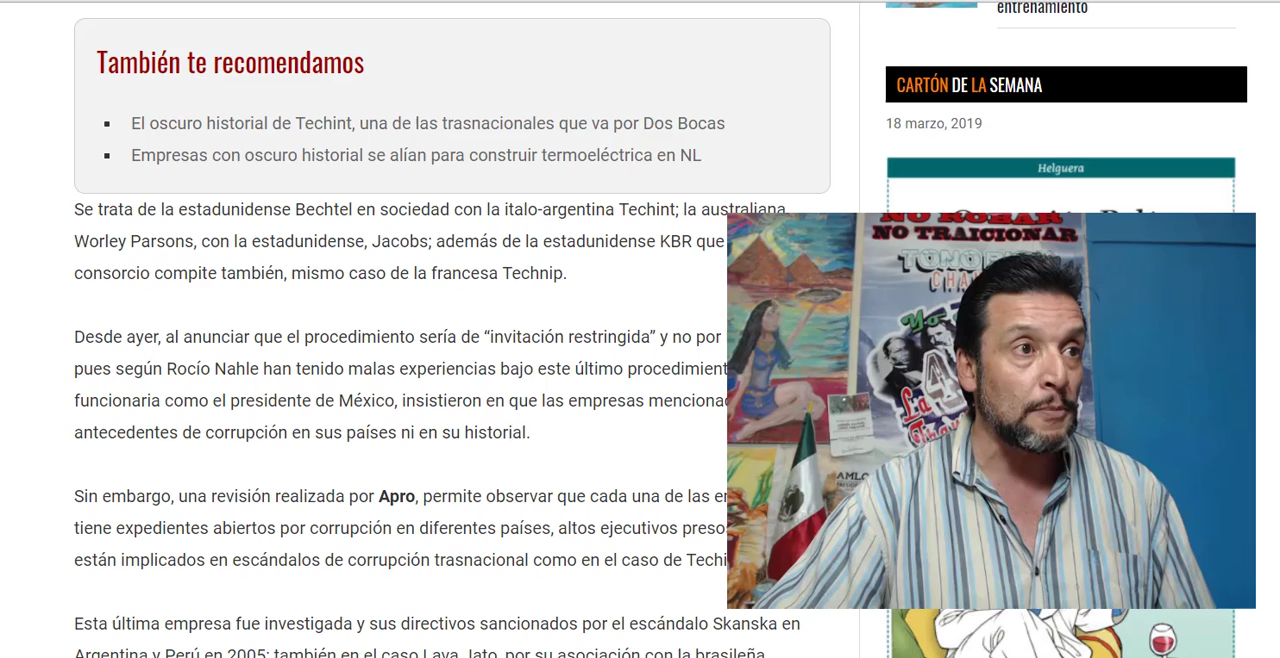 También te recomendamos
El oscuro historial de Techint, una de las trasnacionales que va por Dos Bocas
Empresas con oscuro historial se alían para construir termoeléctrica en NL
Se trata de la estadunidense Bechtel en sociedad con la italo-argentina Techint; la australiana
Worley Parsons, con la estadunidense, Jacobs; además de la estadunidense KBR que
consorcio compite también, mismo caso de la francesa Technip.
Desde ayer, al anunciar que el procedimiento sería de “invitación restringida” y no por
pues según Rocío Nahle han tenido malas experiencias bajo este último procedimient
funcionaria como el presidente de México, insistieron en que las empresas mencionad
antecedentes de corrupción en sus países ni en su historial.
Sin embargo, una revisión realizada por Apro, permite observar que cada una de las e
tiene expedientes abiertos por corrupción en diferentes países, altos ejecutivos preso
están implicados en escándalos de corrupción trasnacional como en el caso de Techi
Esta última empresa fue investigada y sus directivos sancionados por el escándalo Skanska en
Argentina y Perú en 2005; también en el caso Lava Jato, por su asociación con la brasileña
entrenamiento
CARTÓN DE LA SEMANA
18 marzo, 2019
Helguera
NO ROBAR
NO TRAICIONAR
Yo
4
La
AMLO